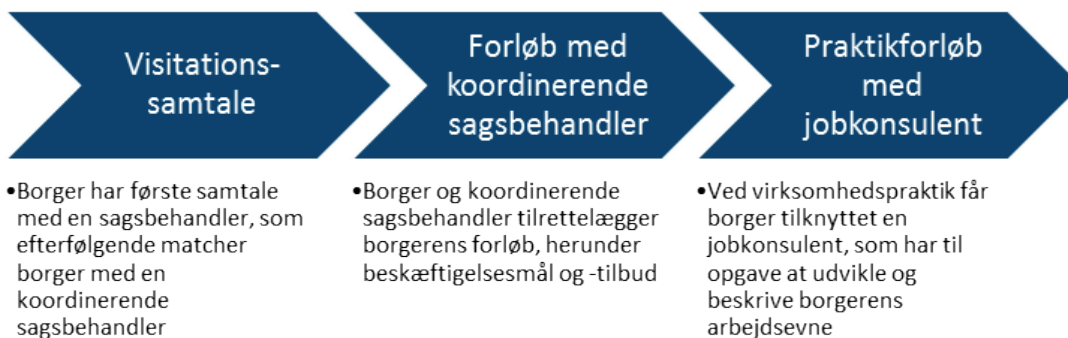 Visitations-
samtale
Forløb med
koordinerende
sagsbehandler
Praktikforløb
med
jobkonsulent
•Borger har første samtale
med en sagsbehandler, som
efterfølgende matcher
borger med en
koordinerende
sagsbehandler
•Borger og koordinerende
sagsbehandler tilrettelægger
borgerens forløb, herunder
beskæftigelsesmål og -tilbud
•Ved virksomhedspraktik får
borger tilknyttet en
jobkonsulent, som har til
opgave at udvikle og
beskrive borgerens
arbejdsevne